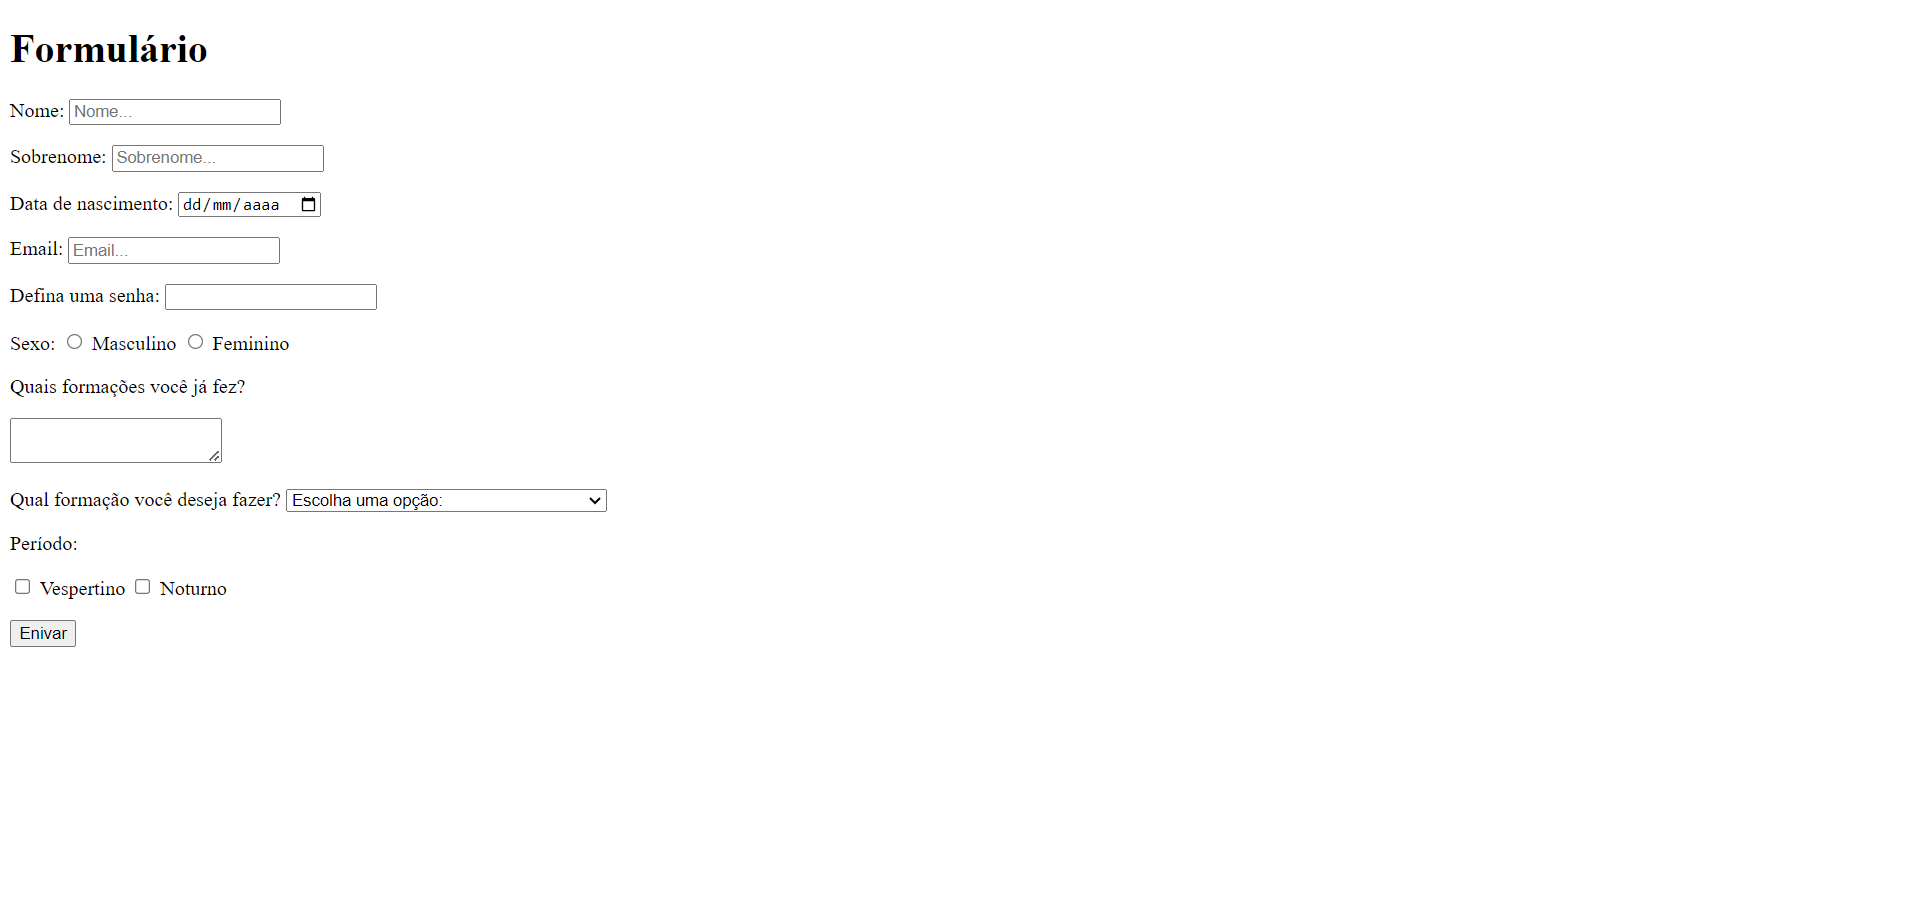 Formulário
Nome: Nome...
Sobrenome: Sobrenome...
Data de nascimento: dd/mm/aaaa
Email: Email...
Defina uma senha:
Sexo: Masculino Feminino
Quais formações você já fez?
Qual formação você deseja fazer? Escolha uma opção:
Período:
Vespertino Noturno
Enivar